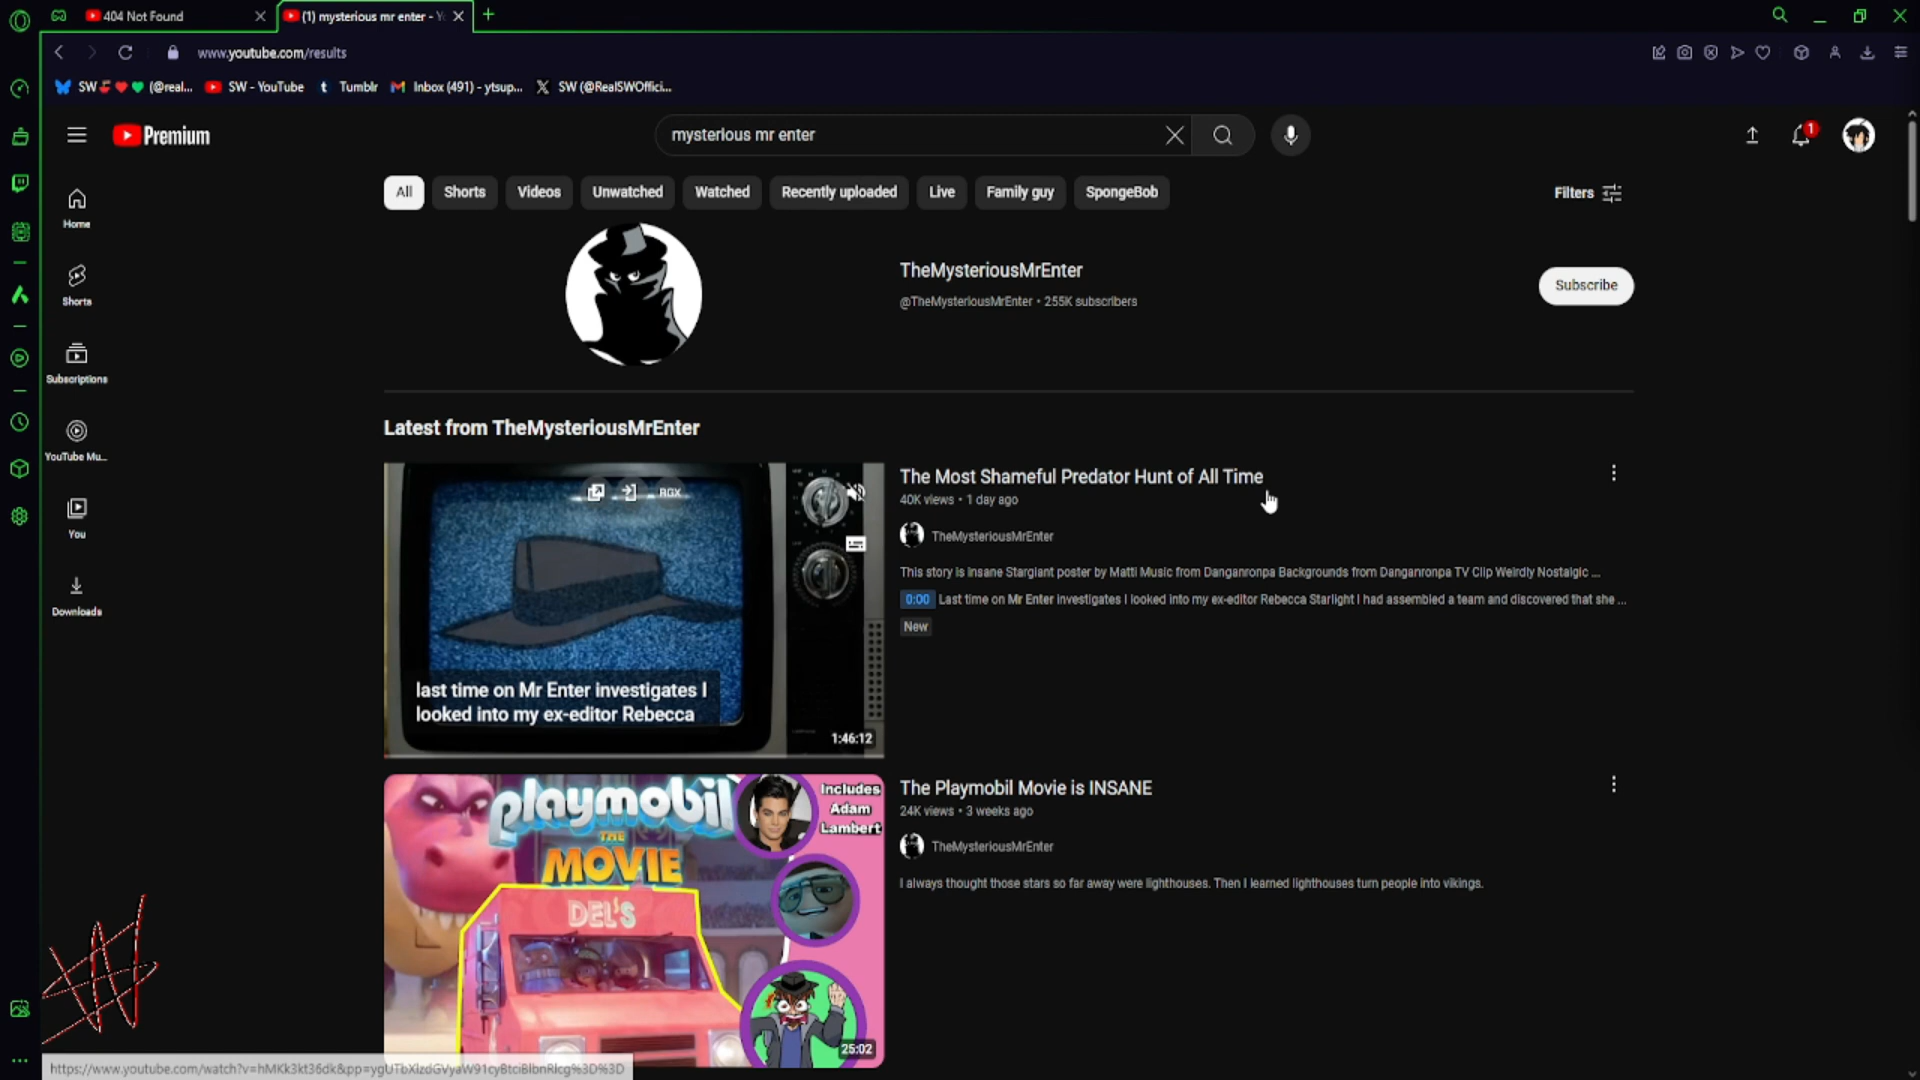 404 Not Found
(1) mysterious mr enter - Y
www.youtube.com/results
SW (@real...
SW - YouTube
Tumblr
Inbox (491) - ytsup...
SW (@RealSWOffici...
Premium
mysterious mr enter
1
All
Shorts
Videos
Unwatched
Watched
Recently uploaded
Live
Family guy
SpongeBob
Filters
Home
Shorts
Subscriptions
YouTube Mu...
You
Downloads
TheMysteriousMrEnter
@TheMysteriousMrEnter • 255K subscribers
Subscribe
Latest from TheMysteriousMrEnter
RGX
last time on Mr Enter investigates I
looked into my ex-editor Rebecca
1:46:12
The Most Shameful Predator Hunt of All Time
40K views • 1 day ago
TheMysteriousMrEnter
This story is insane Stargiant poster by Matti Music from Danganronpa Backgrounds from Danganronpa TV Clip Weirdly Nostalgic ...
0:00 Last time on Mr Enter investigates I looked into my ex-editor Rebecca Starlight I had assembled a team and discovered that she ...
New
playmobil
THE
MOVIE
Includes
Adam
Lambert
DEL'S
25:02
The Playmobil Movie is INSANE
24K views • 3 weeks ago
TheMysteriousMrEnter
I always thought those stars so far away were lighthouses. Then I learned lighthouses turn people into vikings.